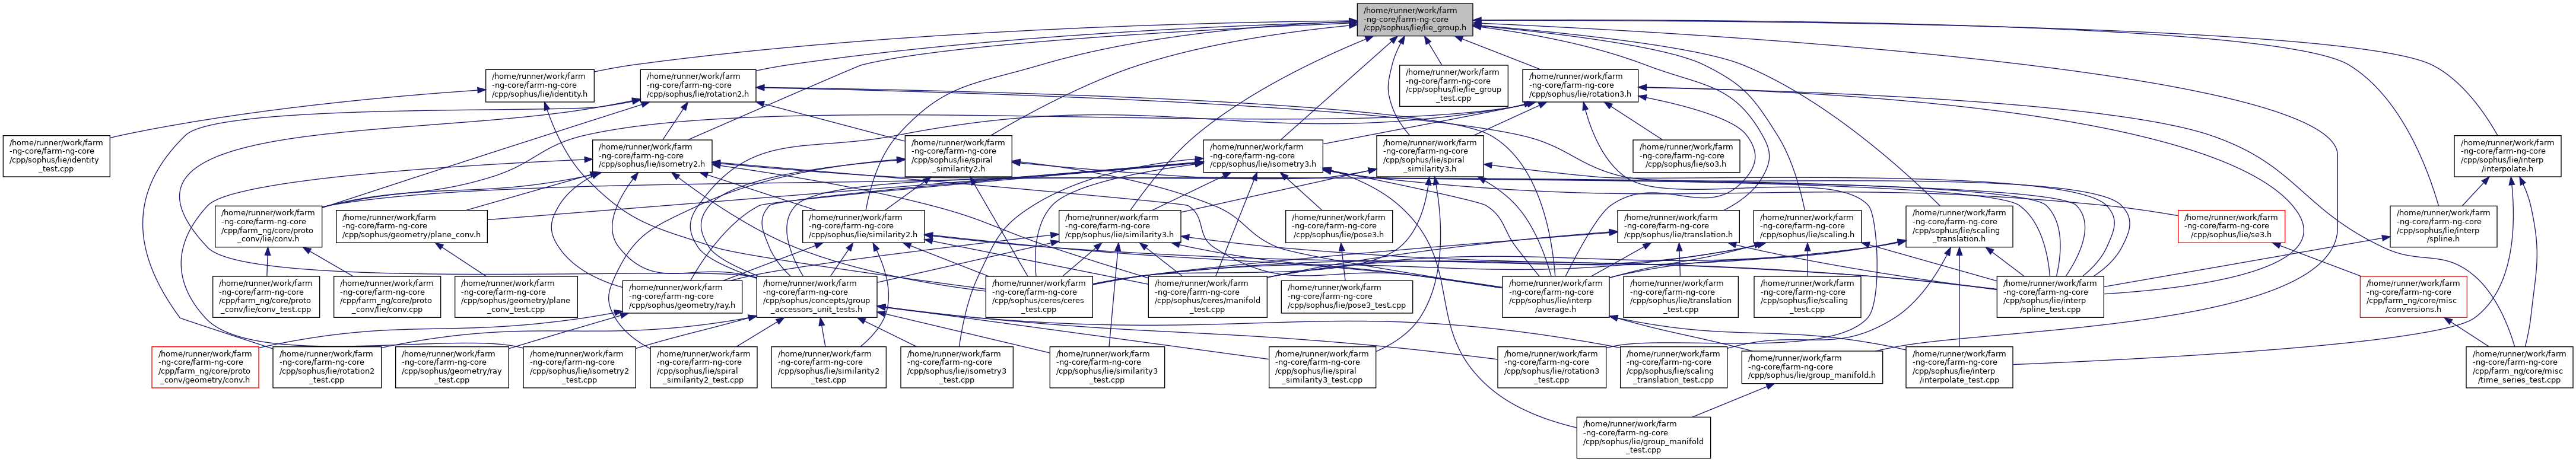 /home/runner/work/farm
-ng-core/farm-ng-core
/cpp/sophus/lie/lie_group.h
/home/runner/work/farm
-ng-core/farm-ng-core
/cpp/sophus/lie/identity.h
/home/runner/work/farm
-ng-core/farm-ng-core
/cpp/sophus/lie/rotation2.h
/home/runner/work/farm
-ng-core/farm-ng-core
/cpp/sophus/lie/lie_group
_test.cpp
/home/runner/work/farm
-ng-core/farm-ng-core
/cpp/sophus/lie/rotation3.h
/home/runner/work/farm
-ng-core/farm-ng-core
/cpp/sophus/lie/identity
_test.cpp
/home/runner/work/farm
-ng-core/farm-ng-core
/cpp/sophus/lie/isometry2.h
/home/runner/work/farm
-ng-core/farm-ng-core
/cpp/sophus/lie/spiral
_similarity2.h
/home/runner/work/farm
-ng-core/farm-ng-core
/cpp/sophus/lie/isometry3.h
/home/runner/work/farm
-ng-core/farm-ng-core
/cpp/sophus/lie/spiral
_similarity3.h
/home/runner/work/farm
-ng-core/farm-ng-core
/cpp/sophus/lie/so3.h
/home/runner/work/farm
-ng-core/farm-ng-core
/cpp/sophus/lie/interp
/interpolate.h
/home/runner/work/farm
-ng-core/farm-ng-core
/cpp/farm_ng/core/proto
_conv/lie/conv.h
/home/runner/work/farm
-ng-core/farm-ng-core
/cpp/sophus/geometry/plane_conv.h
/home/runner/work/farm
-ng-core/farm-ng-core
/cpp/sophus/lie/similarity2.h
/home/runner/work/farm
-ng-core/farm-ng-core
/cpp/sophus/lie/similarity3.h
/home/runner/work/farm
-ng-core/farm-ng-core
/cpp/sophus/lie/pose3.h
/home/runner/work/farm
-ng-core/farm-ng-core
/cpp/sophus/lie/translation.h
/home/runner/work/farm
-ng-core/farm-ng-core
/cpp/sophus/lie/scaling.h
/home/runner/work/farm
-ng-core/farm-ng-core
/cpp/sophus/lie/scaling
_translation.h
/home/runner/work/farm
-ng-core/farm-ng-core
/cpp/sophus/lie/se3.h
/home/runner/work/farm
-ng-core/farm-ng-core
/cpp/sophus/lie/interp
/spline.h
/home/runner/work/farm
-ng-core/farm-ng-core
/cpp/farm_ng/core/proto
_conv/lie/conv_test.cpp
/home/runner/work/farm
-ng-core/farm-ng-core
/cpp/farm_ng/core/proto
_conv/lie/conv.cpp
/home/runner/work/farm
-ng-core/farm-ng-core
/cpp/sophus/geometry/plane
_conv_test.cpp
/home/runner/work/farm
-ng-core/farm-ng-core
/cpp/sophus/geometry/ray.h
/home/runner/work/farm
-ng-core/farm-ng-core
/cpp/sophus/concepts/group
_accessors_unit_tests.h
/home/runner/work/farm
-ng-core/farm-ng-core
/cpp/sophus/ceres/ceres
_test.cpp
/home/runner/work/farm
-ng-core/farm-ng-core
/cpp/sophus/ceres/manifold
_test.cpp
/home/runner/work/farm
-ng-core/farm-ng-core
/cpp/sophus/lie/pose3_test.cpp
/home/runner/work/farm
-ng-core/farm-ng-core
/cpp/sophus/lie/interp
/average.h
/home/runner/work/farm
-ng-core/farm-ng-core
/cpp/sophus/lie/translation
_test.cpp
/home/runner/work/farm
-ng-core/farm-ng-core
/cpp/sophus/lie/scaling
_test.cpp
/home/runner/work/farm
-ng-core/farm-ng-core
/cpp/sophus/lie/interp
/spline_test.cpp
/home/runner/work/farm
-ng-core/farm-ng-core
/cpp/farm_ng/core/misc
/conversions.h
/home/runner/work/farm
-ng-core/farm-ng-core
/cpp/farm_ng/core/proto
_conv/geometry/conv.h
/home/runner/work/farm
-ng-core/farm-ng-core
/cpp/sophus/lie/rotation2
_test.cpp
/home/runner/work/farm
-ng-core/farm-ng-core
/cpp/sophus/geometry/ray
_test.cpp
/home/runner/work/farm
-ng-core/farm-ng-core
/cpp/sophus/lie/isometry2
_test.cpp
/home/runner/work/farm
-ng-core/farm-ng-core
/cpp/sophus/lie/spiral
_similarity2_test.cpp
/home/runner/work/farm
-ng-core/farm-ng-core
/cpp/sophus/lie/similarity2
_test.cpp
/home/runner/work/farm
-ng-core/farm-ng-core
/cpp/sophus/lie/isometry3
_test.cpp
/home/runner/work/farm
-ng-core/farm-ng-core
/cpp/sophus/lie/similarity3
_test.cpp
/home/runner/work/farm
-ng-core/farm-ng-core
/cpp/sophus/lie/spiral
_similarity3_test.cpp
/home/runner/work/farm
-ng-core/farm-ng-core
/cpp/sophus/lie/rotation3
_test.cpp
/home/runner/work/farm
-ng-core/farm-ng-core
/cpp/sophus/lie/scaling
_translation_test.cpp
/home/runner/work/farm
-ng-core/farm-ng-core
/cpp/sophus/lie/group_manifold.h
/home/runner/work/farm
-ng-core/farm-ng-core
/cpp/sophus/lie/interp
/interpolate_test.cpp
/home/runner/work/farm
-ng-core/farm-ng-core
/cpp/farm_ng/core/misc
/time_series_test.cpp
/home/runner/work/farm
-ng-core/farm-ng-core
/cpp/sophus/lie/group_manifold
_test.cpp